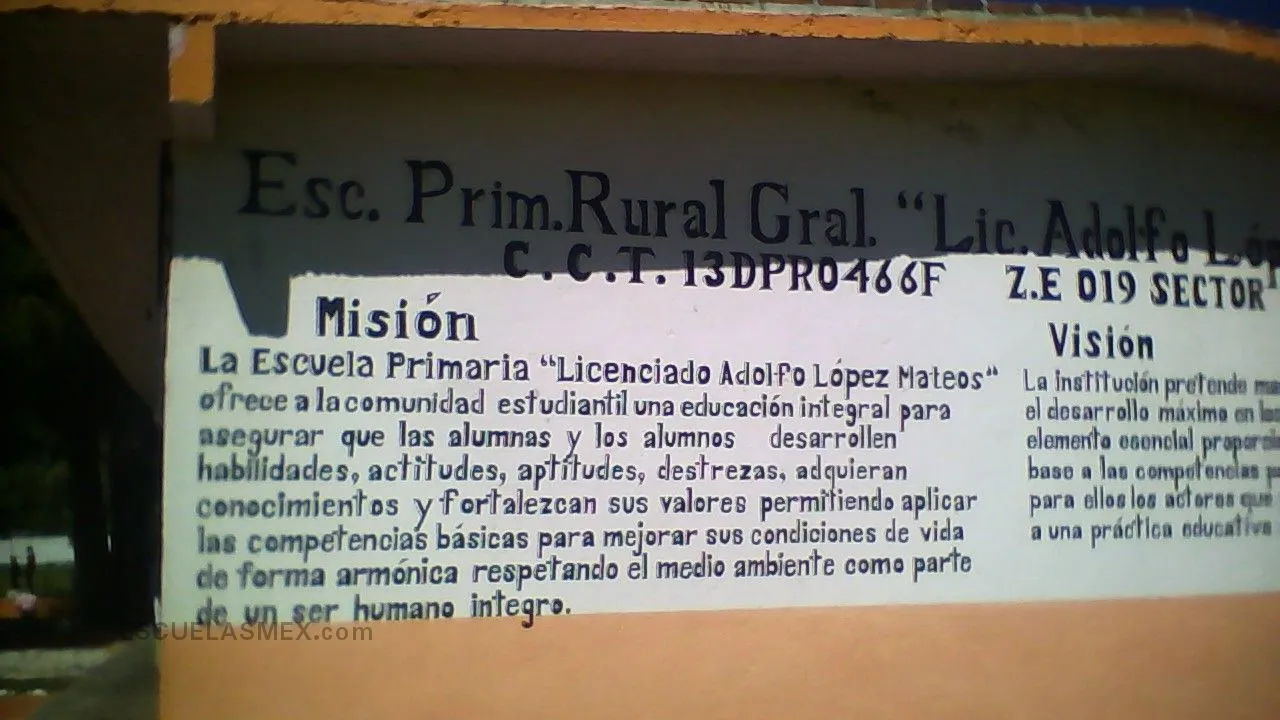 Esc. Prim. Rural Gral. "Lic. Adolfo Lóp
C.C.T. 13DPR0466F Z.E 019 SECTOR
Misión
La Escuela Primaria "Licenciado Adolfo López Mateos"
ofrece a la comunidad estudiantil una educación integral para
asegurar que las alumnas y los alumnos desarrollen
habilidades, actitudes, aptitudes, destrezas, adquieran
conocimientos y fortalezcan sus valores permitiendo aplicar
las competencias básicas para mejorar sus condiciones de vida
de forma armónica respetando el medio ambiente como parte
de un ser humano integro.
Visión
La institución pretende
el desarrollo máximo en
elemento esencial
base a las competencias
para ellos los actores que
a una práctica educativa
ESCUELASMEX.com